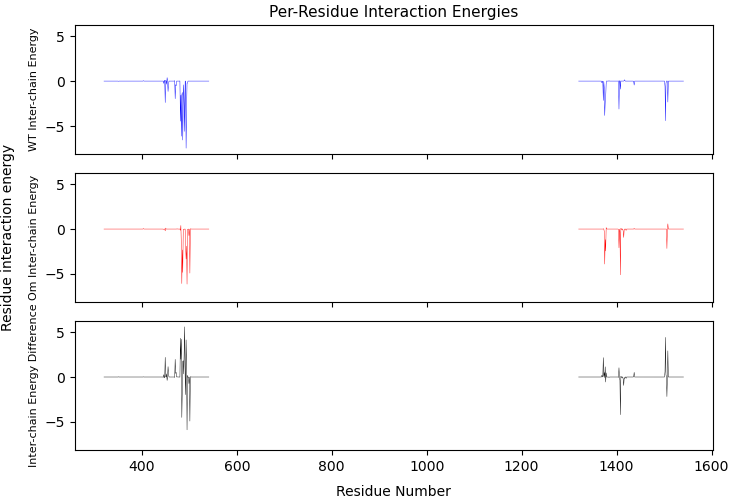 Per-Residue Interaction Energies
Residue interaction energy
WT Inter-chain Energy
5
0
−5
Om Inter-chain Energy
5
0
−5
Inter-chain Energy Difference
5
0
−5
400 600 800 1000 1200 1400 1600
Residue Number